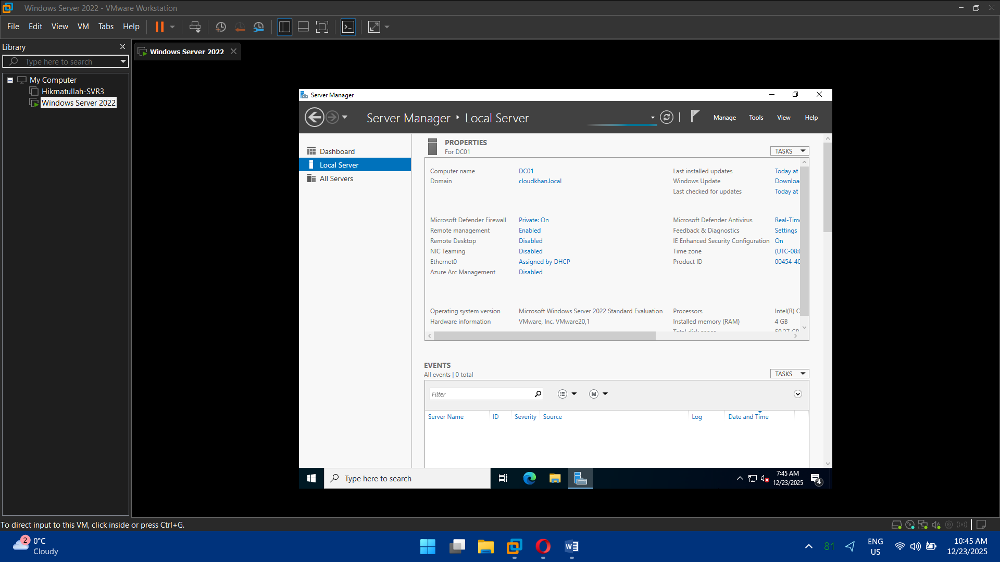 Windows Server 2022 - VMware Workstation
File Edit View VM Tabs Help
Library
Type here to search
My Computer
Hikmatullah-SVR3
Windows Server 2022
Windows Server 2022
Server Manager
Server Manager Local Server
Manage Tools View Help
Dashboard
Local Server
All Servers
PROPERTIES
For DC01
TASKS
Computer name DC01 Last installed updates Today at
Domain cloudkhan.local Windows Update Downloa
Last checked for updates Today at
Microsoft Defender Firewall Private: On Microsoft Defender Antivirus Real-Time
Remote management Enabled Feedback & Diagnostics Settings
Remote Desktop Disabled IE Enhanced Security Configuration On
NIC Teaming Disabled Time zone (UTC-08:0
Ethernet0 Assigned by DHCP Product ID 00454-40
Azure Arc Management Disabled
Operating system version Microsoft Windows Server 2022 Standard Evaluation Processors Intel(R) C
Hardware information VMware, Inc. VMware20,1 Installed memory (RAM) 4 GB
Total disk space 59.37 GB
EVENTS
All events | 0 total
TASKS
Filter
Server Name ID Severity Source Log Date and Time
Type here to search
7:45 AM
12/23/2025
4
To direct input to this VM, click inside or press Ctrl+G.
2
0°C
Cloudy
81
ENG
US
10:45 AM
12/23/2025